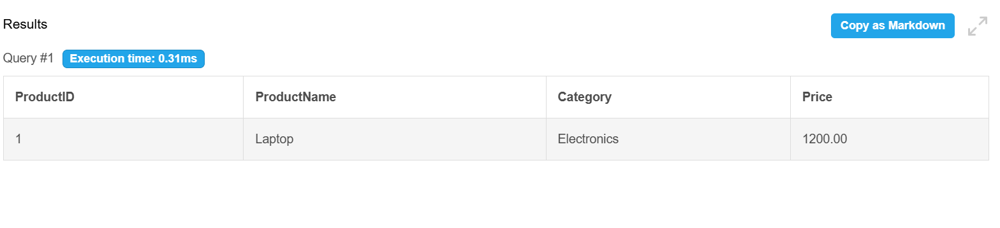 Results
Copy as Markdown
Query #1 Execution time: 0.31ms
ProductID ProductName Category Price
1 Laptop Electronics 1200.00